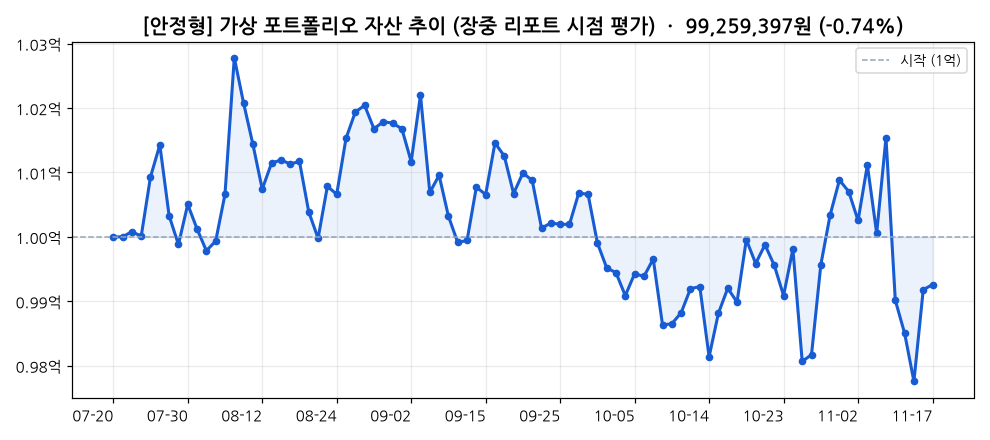 [안정형] 가상 포트폴리오 자산 추이 (장중 리포트 시점 평가) · 99,259,397원 (-0.74%)
시작 (1억)
1.03억
1.02억
1.01억
1.00억
0.99억
0.98억
07-20 07-30 08-12 08-24 09-02 09-15 09-25 10-05 10-14 10-23 11-02 11-17